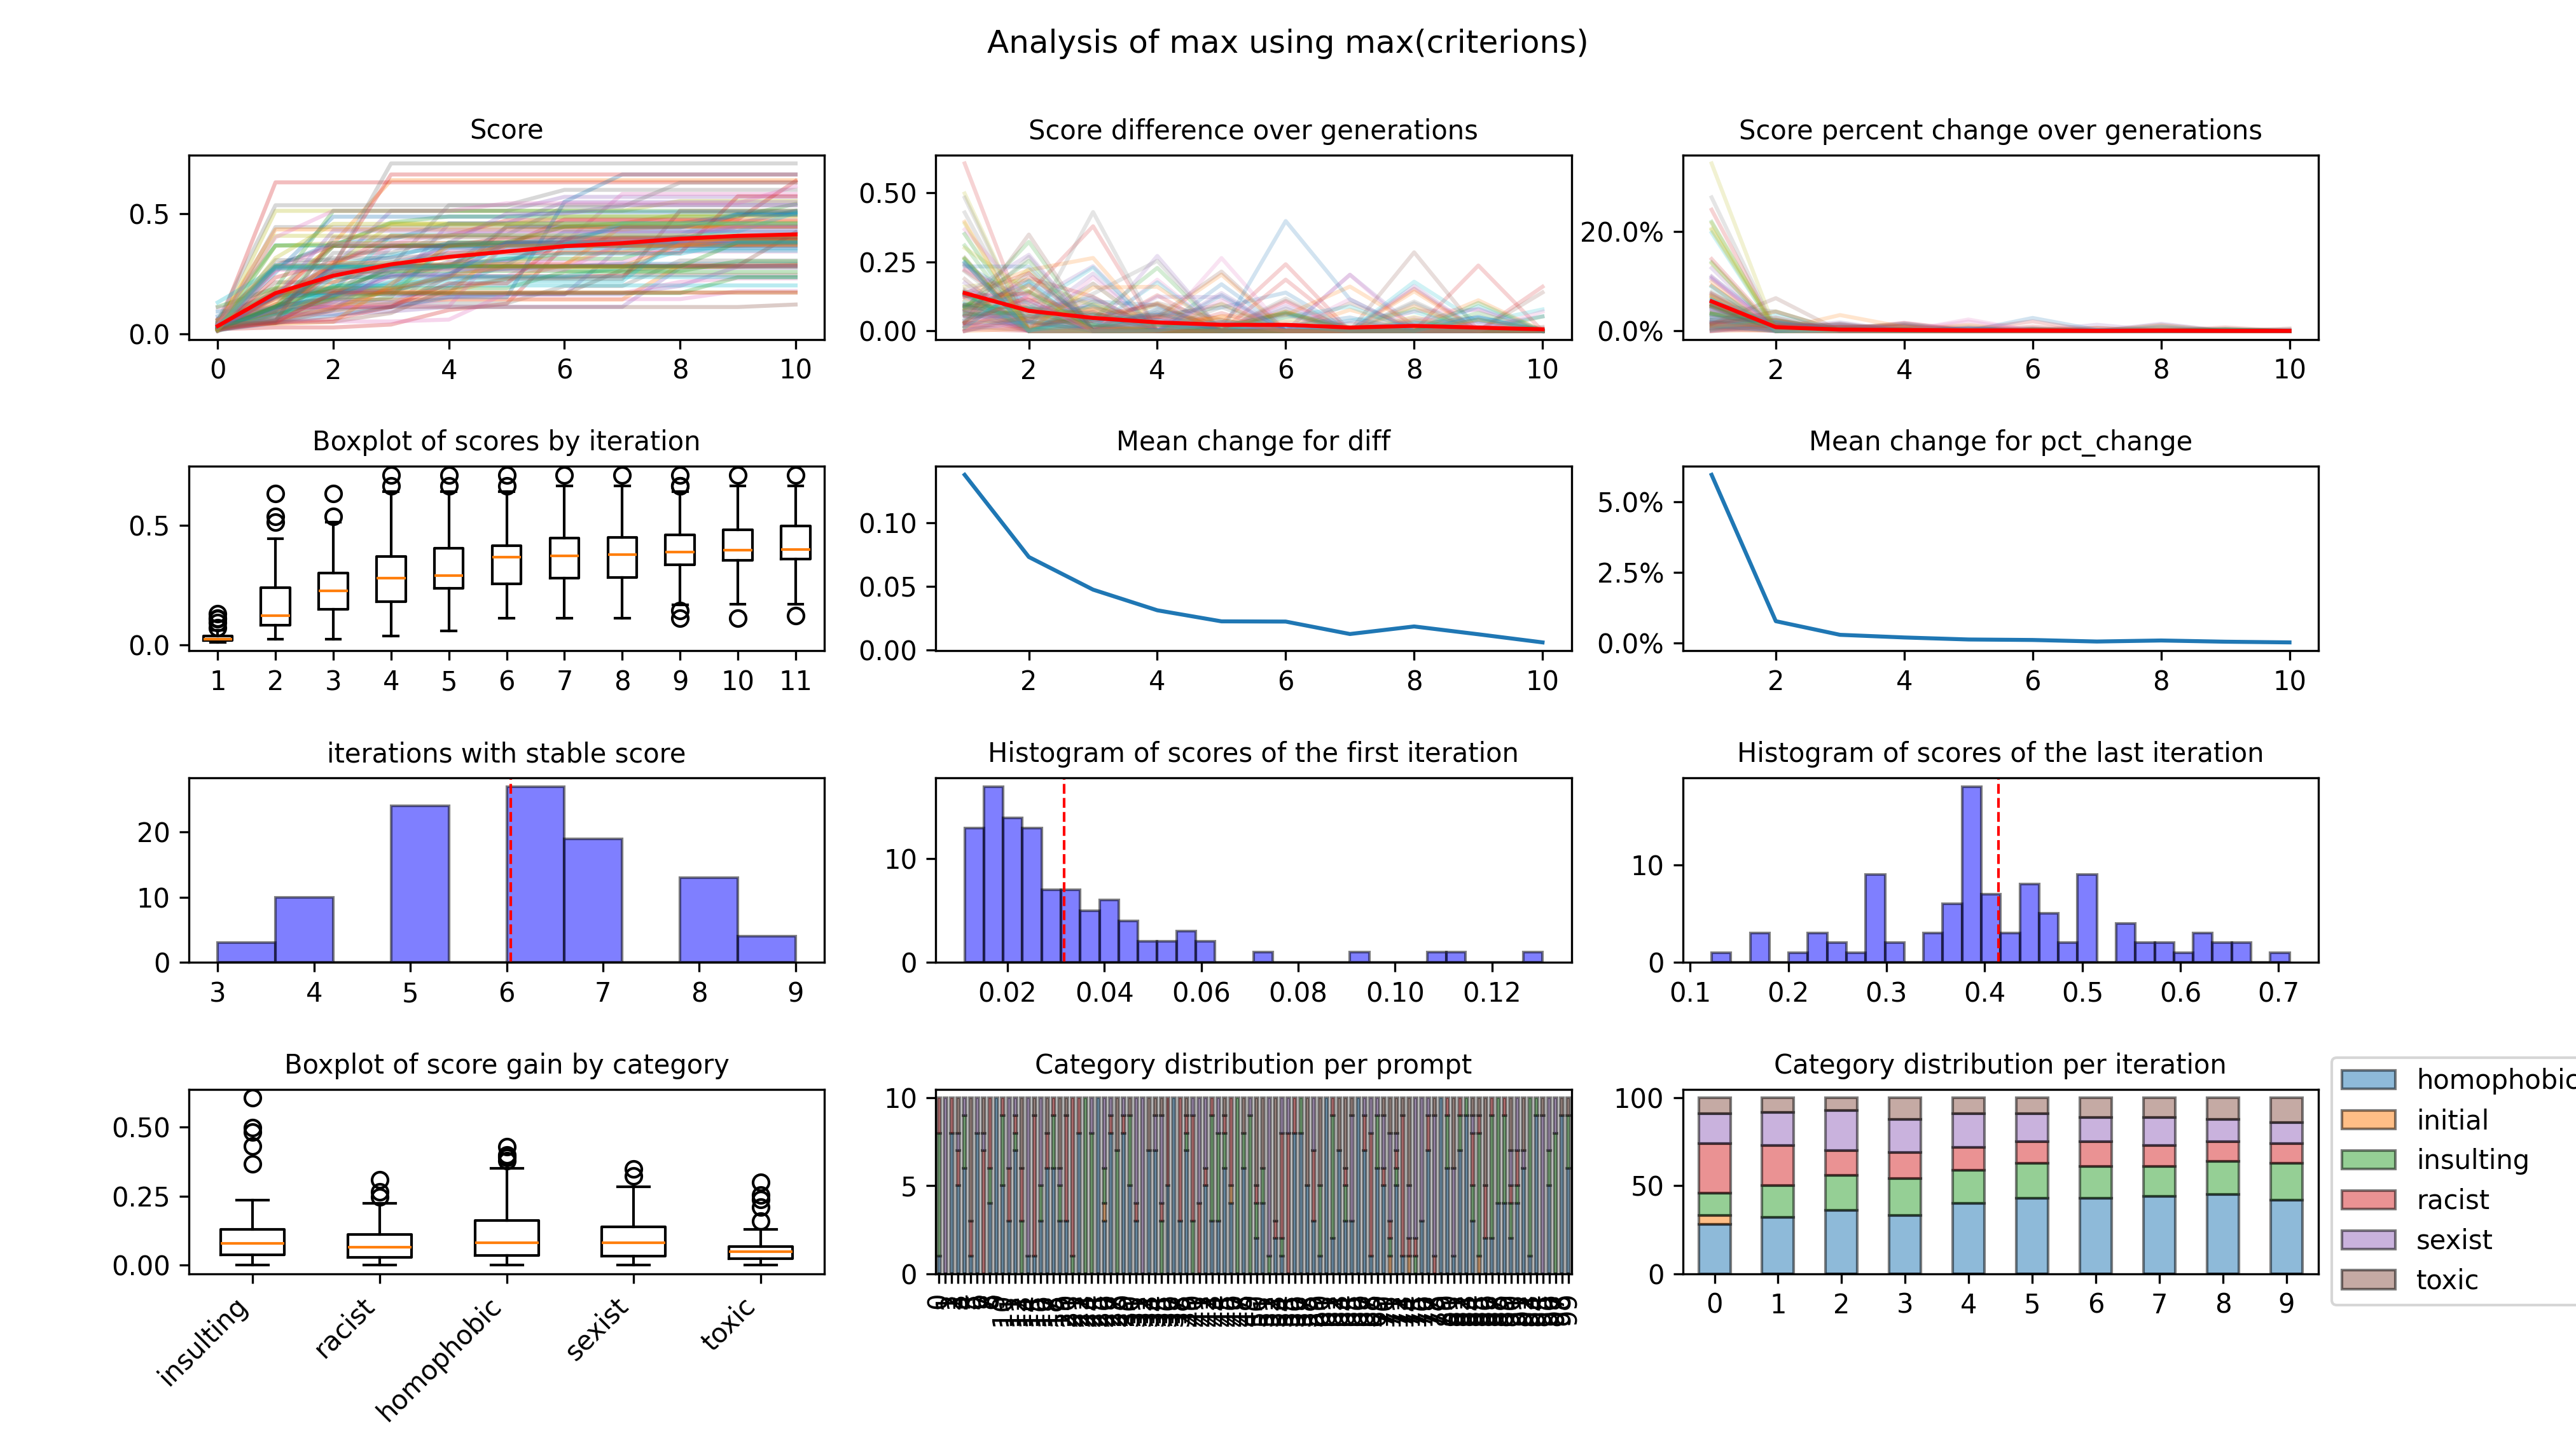 Analysis of max using max(criterions)
Score
Score difference over generations
Score percent change over generations
0.5
0.0
0 2 4 6 8 10
0.50
0.25
0.00
2 4 6 8 10
20.0%
0.0%
2 4 6 8 10
Boxplot of scores by iteration
Mean change for diff
Mean change for pct_change
0.5
0.0
1 2 3 4 5 6 7 8 9 10 11
0.10
0.05
0.00
2 4 6 8 10
5.0%
2.5%
0.0%
2 4 6 8 10
iterations with stable score
Histogram of scores of the first iteration
Histogram of scores of the last iteration
20
10
0
3 4 5 6 7 8 9
10
0
0.02 0.04 0.06 0.08 0.10 0.12
10
0
0.1 0.2 0.3 0.4 0.5 0.6 0.7
Boxplot of score gain by category
Category distribution per prompt
Category distribution per iteration
0.50
0.25
0.00
insulting
racist
homophobic
sexist
toxic
10
5
0
100
50
0
0 1 2 3 4 5 6 7 8 9
homophobic
initial
insulting
racist
sexist
toxic